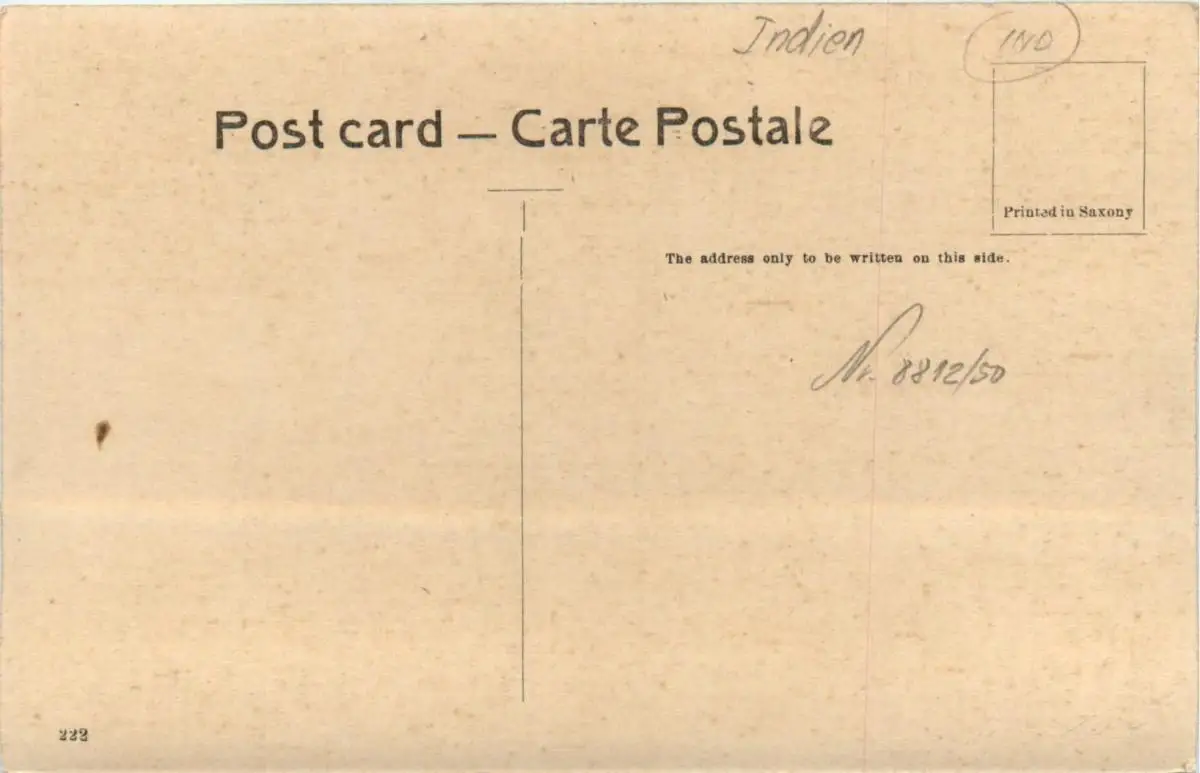 Indien
IND
Post card — Carte Postale
Printed in Saxony
The address only to be written on this side.
Nr. 8812/50
222